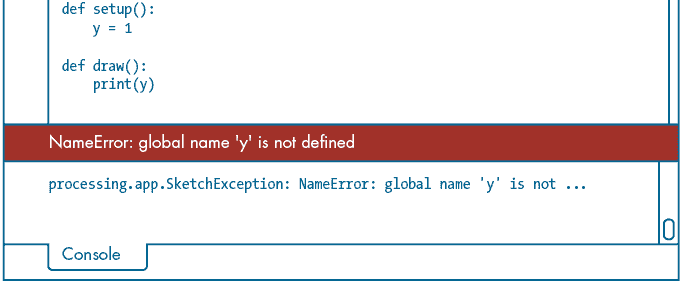 def setup():
    y = 1
def draw():
    print(y)
NameError: global name 'y' is not defined
processing.app.SketchException: NameError: global name 'y' is not ...
Console